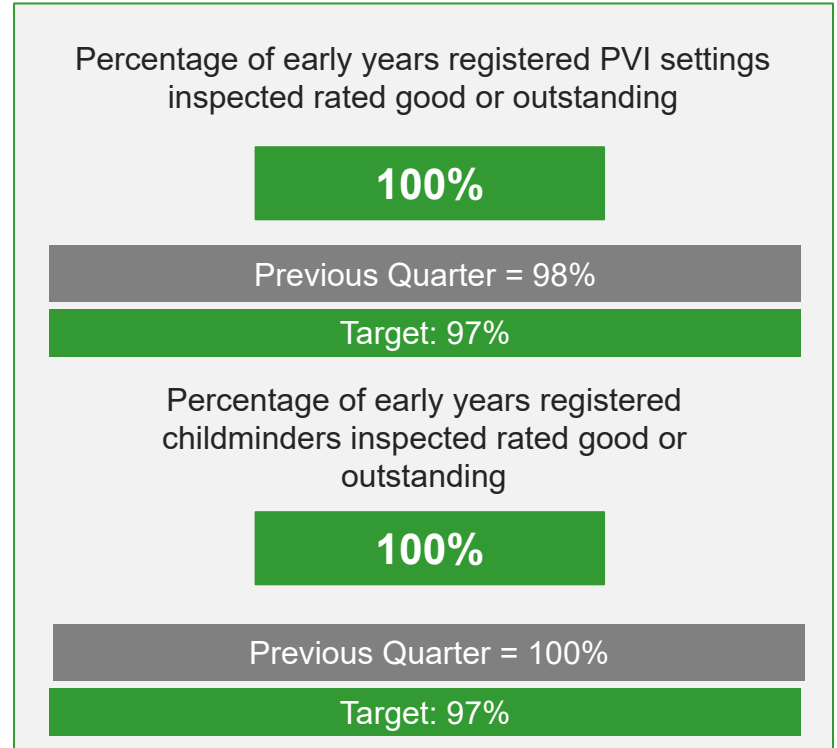 Percentage of early years registered PVI settings
inspected rated good or outstanding
100%
Previous Quarter = 98%
Target: 97%
Percentage of early years registered
childminders inspected rated good or
outstanding
100%
Previous Quarter = 100%
Target: 97%